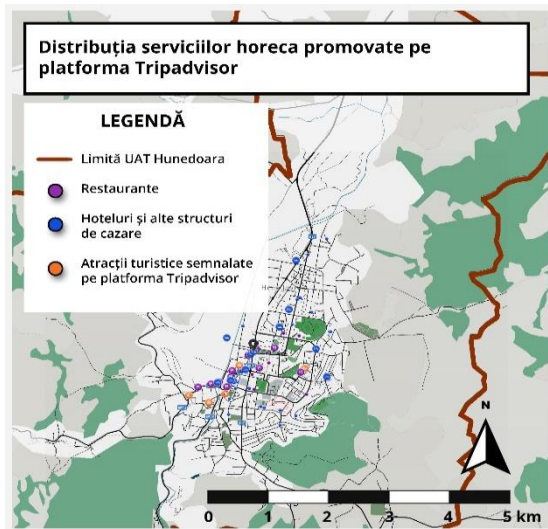 Distribuția serviciilor horeca promovate pe
platforma Tripadvisor
LEGENDĂ
Limită UAT Hunedoara
Restaurante
Hoteluri și alte structuri
de cazare
Atracții turistice semnalate
pe platforma Tripadvisor
N
0 1 2 3 4 5 km